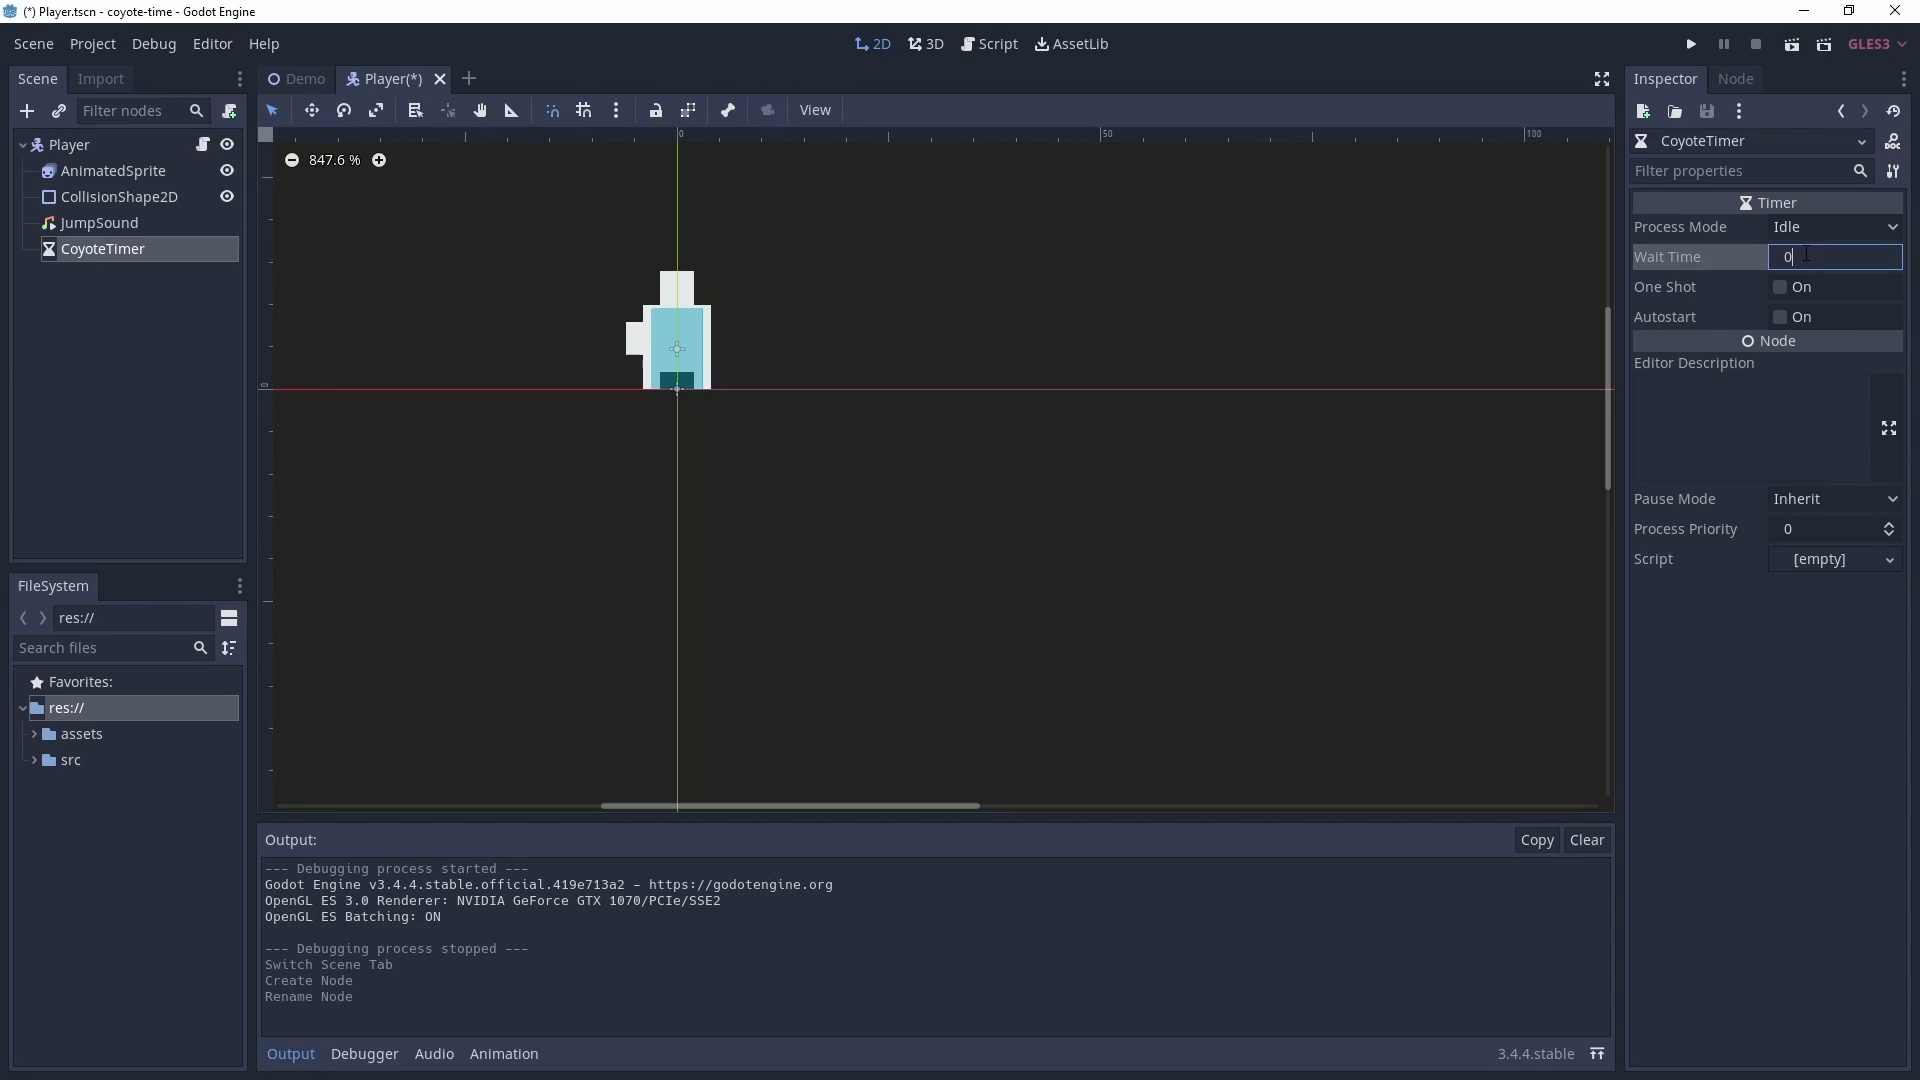 (*) Player.tscn - coyote-time - Godot Engine
Scene Project Debug Editor Help
2D 3D Script AssetLib
GLES3
Scene Import
Filter nodes
Player
AnimatedSprite
CollisionShape2D
JumpSound
CoyoteTimer
FileSystem
res://
Search files
Favorites:
res://
assets
src
Demo Player(*)
View
0 50 100
847.6 %
0
Output:
Copy Clear
--- Debugging process started ---
Godot Engine v3.4.4.stable.official.419e713a2 - https://godotengine.org
OpenGL ES 3.0 Renderer: NVIDIA GeForce GTX 1070/PCIe/SSE2
OpenGL ES Batching: ON
--- Debugging process stopped ---
Switch Scene Tab
Create Node
Rename Node
Output Debugger Audio Animation
3.4.4.stable
Inspector Node
CoyoteTimer
Filter properties
Timer
Process Mode Idle
Wait Time 0
One Shot On
Autostart On
Node
Editor Description
Pause Mode Inherit
Process Priority 0
Script [empty]